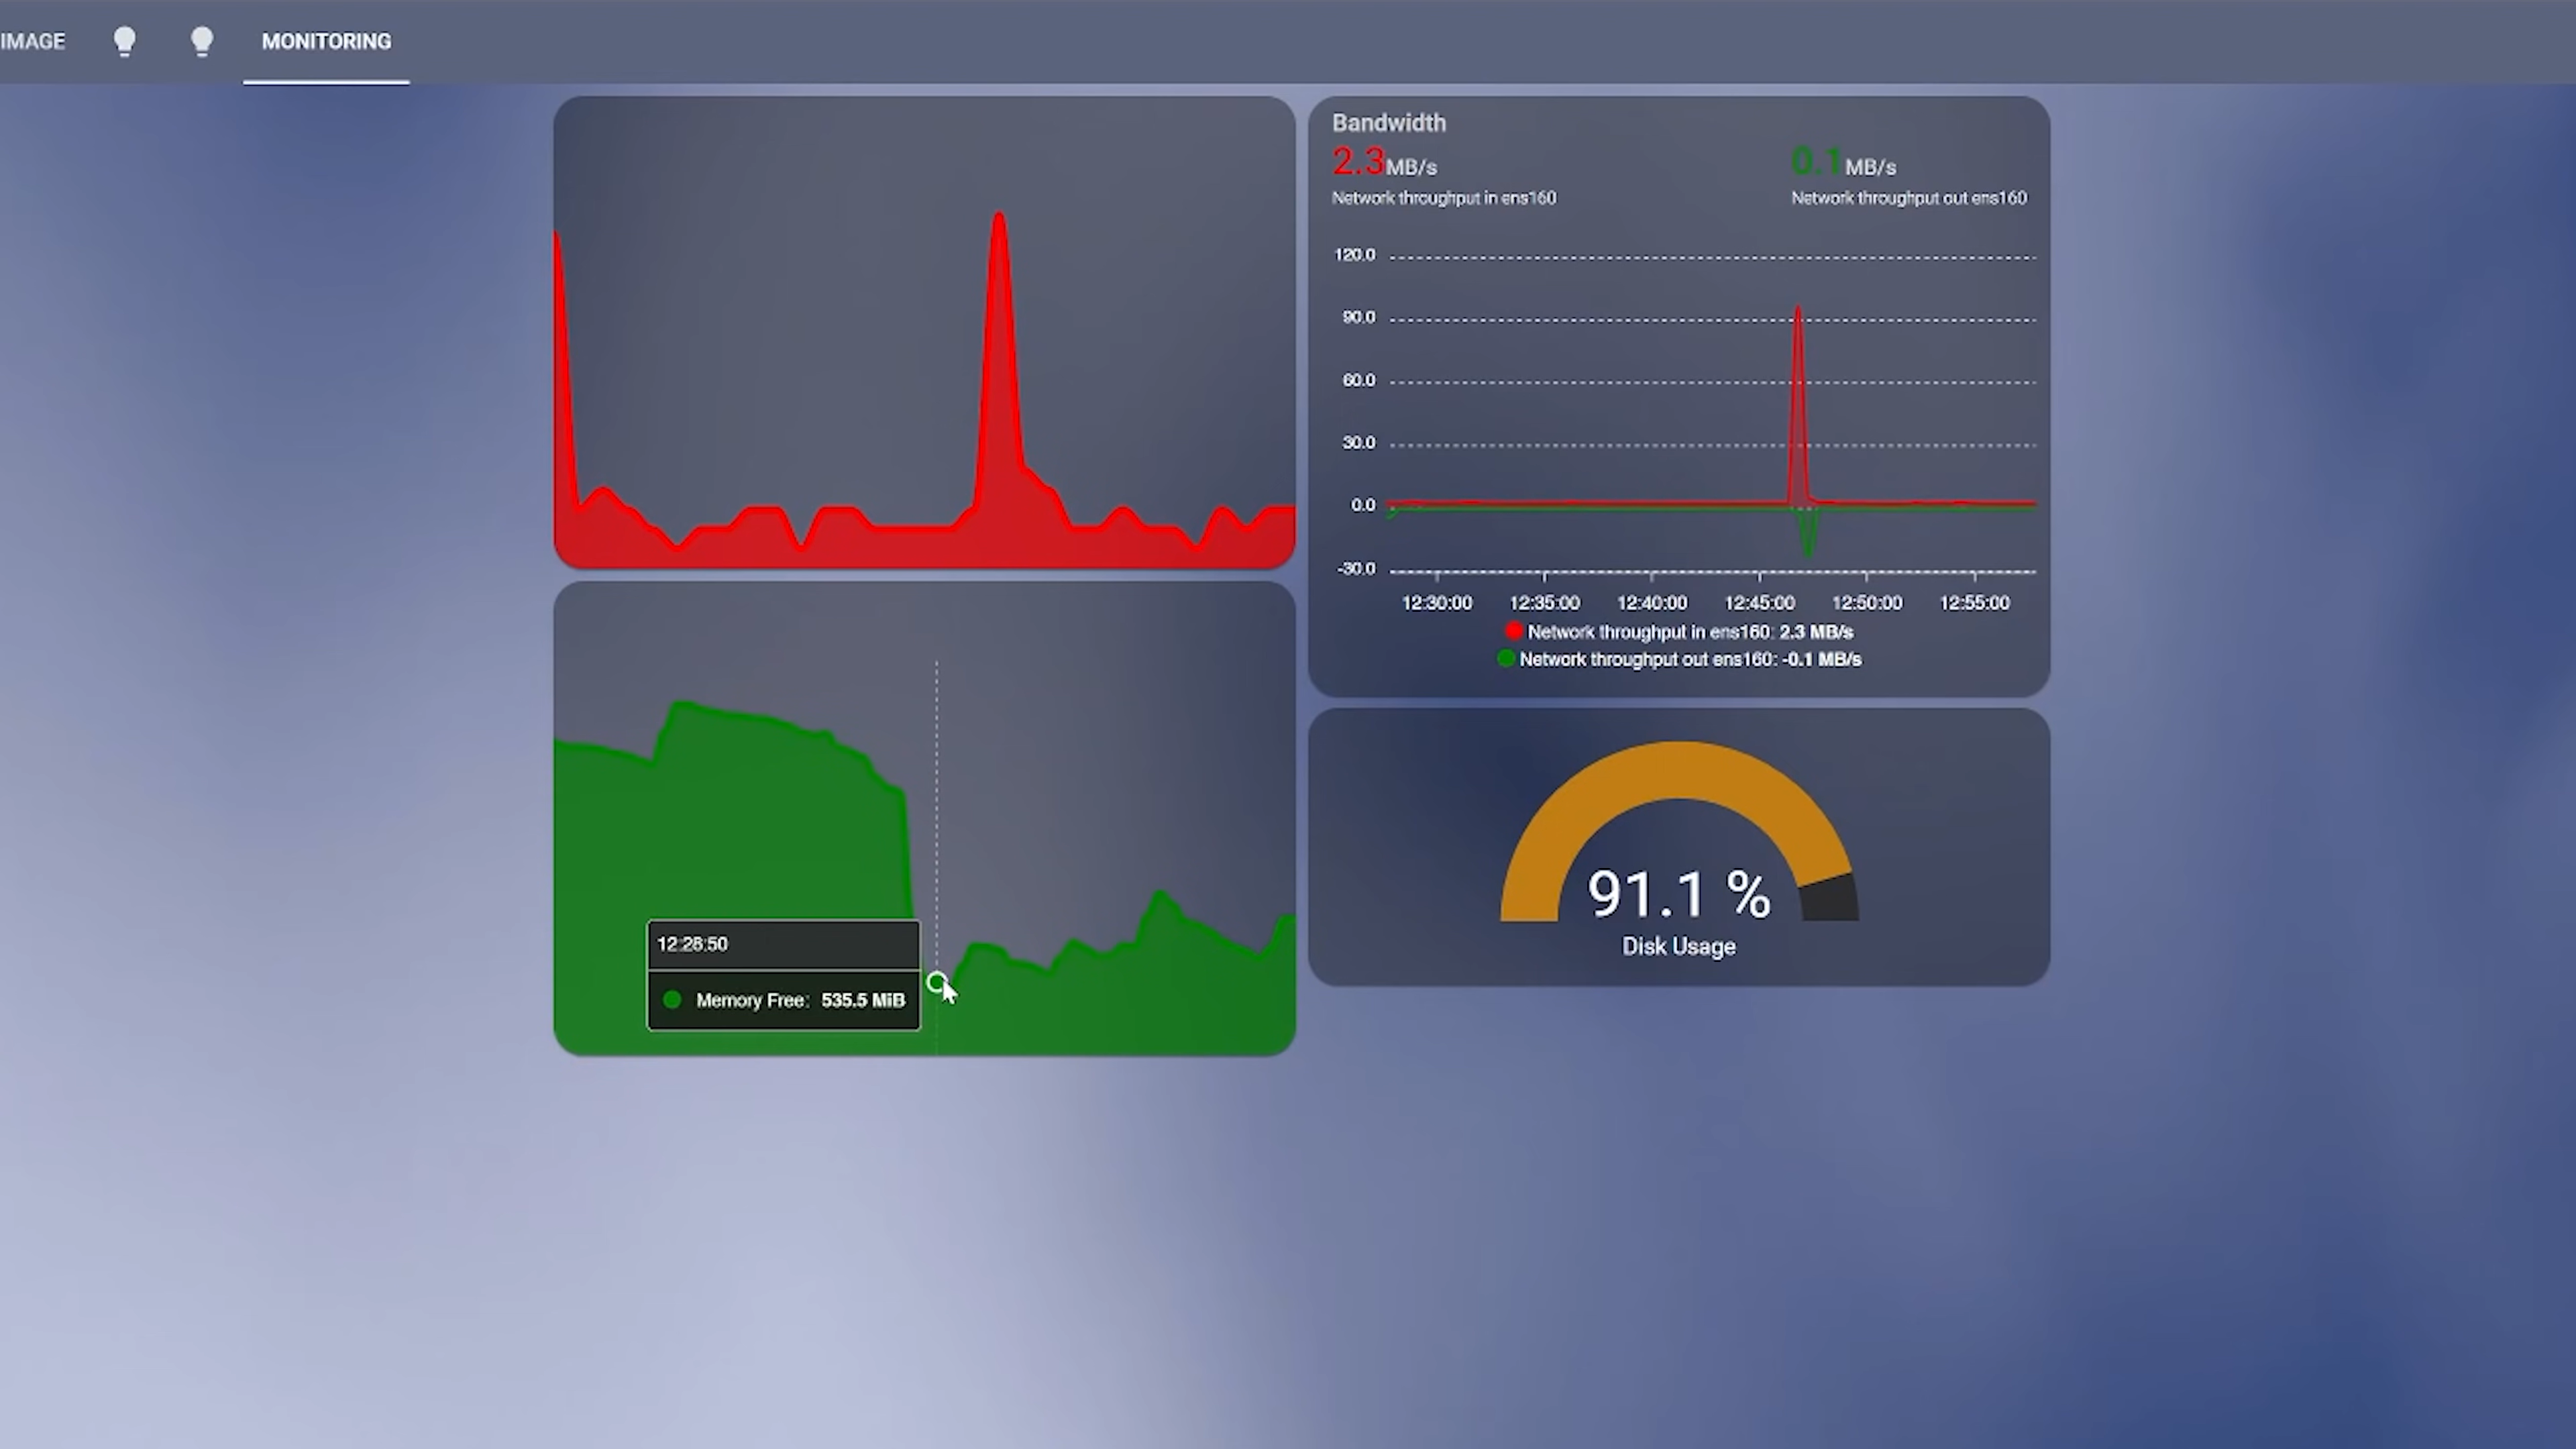 IMAGE
MONITORING
Bandwidth
2.3MB/s
0.1MB/s
Network throughput in ens160
Network throughput out ens160
120.0
90.0
60.0
30.0
0.0
-30.0
12:30:00 12:35:00 12:40:00 12:45:00 12:50:00 12:55:00
Network throughput in ens160: 2.3 MB/s
Network throughput out ens160: -0.1 MB/s
12:28:50
Memory Free: 535.5 MiB
91.1 %
Disk Usage